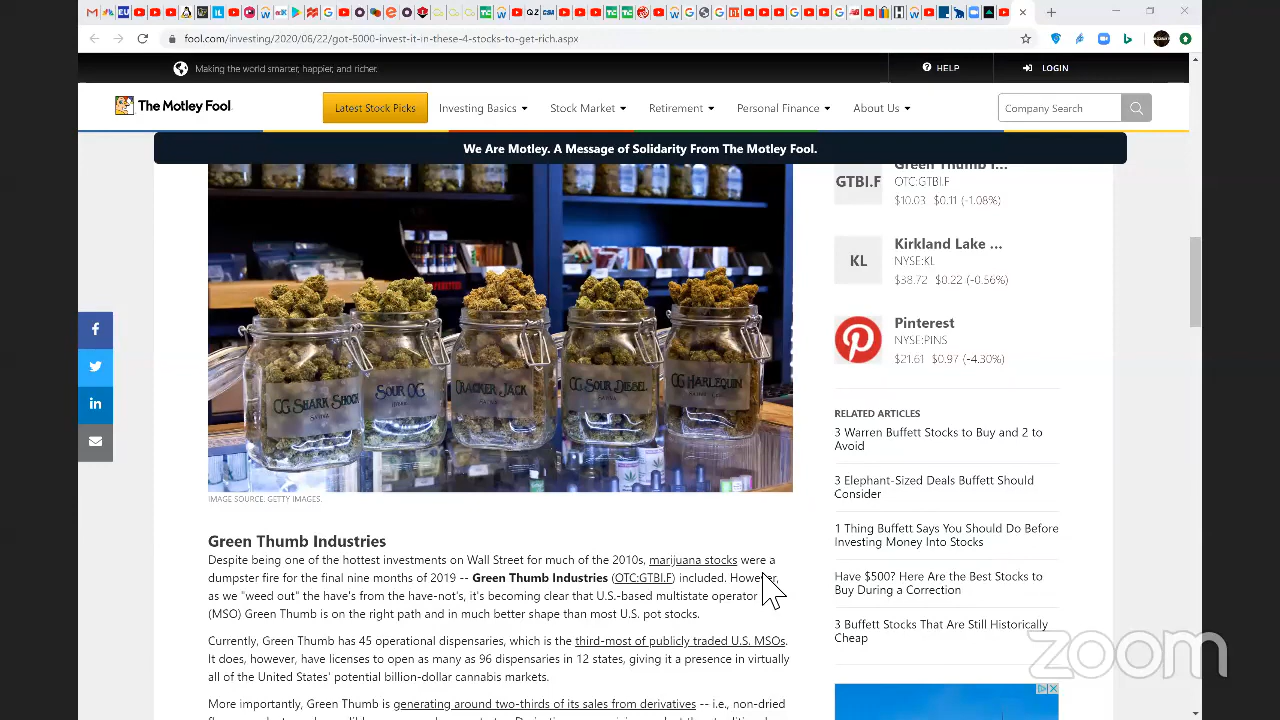 fool.com/investing/2020/06/22/got-5000-invest-it-in-these-4-stocks-to-get-rich.aspx
Making the world smarter, happier, and richer.
HELP
LOGIN
The Motley Fool
Latest Stock Picks
Investing Basics
Stock Market
Retirement
Personal Finance
About Us
Company Search
We Are Motley. A Message of Solidarity From The Motley Fool.
OG SHARK SHOCK
SOUR OG
CRACKER JACK
OG SOUR DIESEL
OG HARLEQUIN
IMAGE SOURCE: GETTY IMAGES.
Green Thumb Industries
Despite being one of the hottest investments on Wall Street for much of the 2010s, marijuana stocks were a
dumpster fire for the final nine months of 2019 -- Green Thumb Industries (OTC:GTBI.F) included. However,
as we "weed out" the have's from the have-not's, it's becoming clear that U.S.-based multistate operator
(MSO) Green Thumb is on the right path and in much better shape than most U.S. pot stocks.
Currently, Green Thumb has 45 operational dispensaries, which is the third-most of publicly traded U.S. MSOs.
It does, however, have licenses to open as many as 96 dispensaries in 12 states, giving it a presence in virtually
all of the United States' potential billion-dollar cannabis markets.
More importantly, Green Thumb is generating around two-thirds of its sales from derivatives -- i.e., non-dried
GTBI.F
Green Thumb I...
OTC:GTBI.F
$10.03 $0.11 (-1.08%)
KL
Kirkland Lake ...
NYSE:KL
$38.72 $0.22 (-0.56%)
Pinterest
NYSE:PINS
$21.61 $0.97 (-4.30%)
RELATED ARTICLES
3 Warren Buffett Stocks to Buy and 2 to
Avoid
3 Elephant-Sized Deals Buffett Should
Consider
1 Thing Buffett Says You Should Do Before
Investing Money Into Stocks
Have $500? Here Are the Best Stocks to
Buy During a Correction
3 Buffett Stocks That Are Still Historically
Cheap
zoom